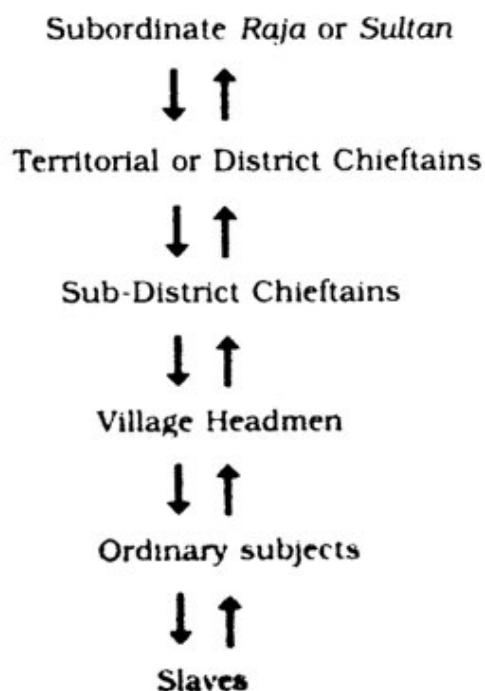 Subordinate Raja or Sultan
Territorial or District Chieftains
Sub-District Chieftains
Village Headmen
Ordinary subjects
Slaves